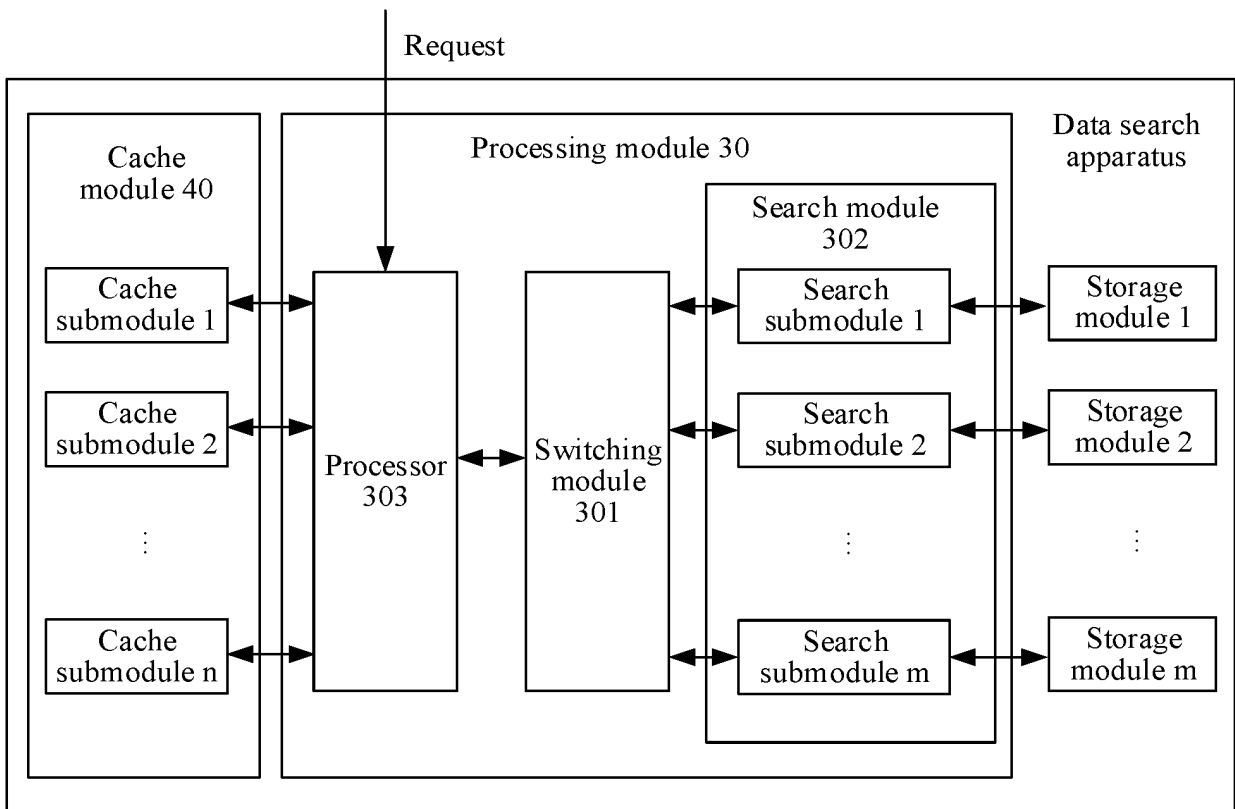 Request
Cache
module 40
Processing module 30
Data search
apparatus
Search module
302
Cache
submodule 1
Search
submodule 1
Storage
module 1
Cache
submodule 2
Search
submodule 2
Storage
module 2
Processor
303
Switching
module
301
⋮
⋮
⋮
Cache
submodule n
Search
submodule m
Storage
module m